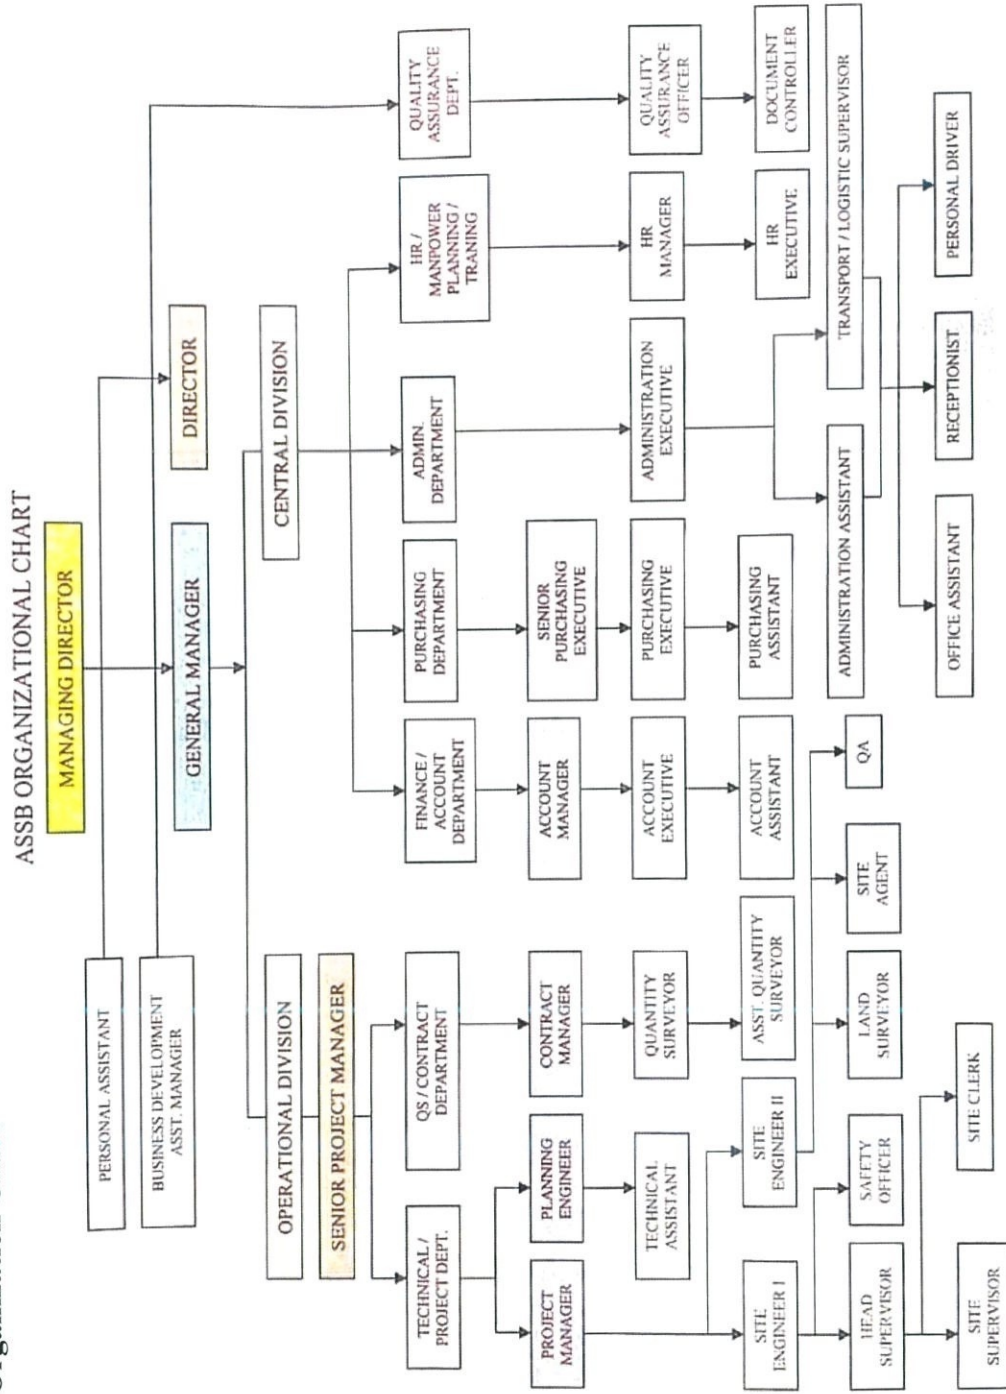 ASSB ORGANIZATIONAL CHART
MANAGING DIRECTOR
PERSONAL ASSISTANT
BUSINESS DEVELOPMENT
ASST. MANAGER
GENERAL MANAGER
DIRECTOR
OPERATIONAL DIVISION
CENTRAL DIVISION
SENIOR PROJECT MANAGER
TECHNICAL /
PROJECT DEPT.
QS / CONTRACT
DEPARTMENT
FINANCE /
ACCOUNT
DEPARTMENT
PURCHASING
DEPARTMENT
ADMIN.
DEPARTMENT
HR /
MANPOWER
PLANNING /
TRANING
QUALITY
ASSURANCE
DEPT.
PROJECT
MANAGER
PLANNING
ENGINEER
CONTRACT
MANAGER
ACCOUNT
MANAGER
SENIOR
PURCHASING
EXECUTIVE
TECHNICAL
ASSISTANT
QUANTITY
SURVEYOR
ACCOUNT
EXECUTIVE
PURCHASING
EXECUTIVE
ADMINISTRATION
EXECUTIVE
HR
MANAGER
QUALITY
ASSURANCE
OFFICER
SITE
ENGINEER I
SITE
ENGINEER II
ASST. QUANTITY
SURVEYOR
ACCOUNT
ASSISTANT
PURCHASING
ASSISTANT
HR
EXECUTIVE
DOCUMENT
CONTROLLER
ADMINISTRATION ASSISTANT
TRANSPORT / LOGISTIC SUPERVISOR
HEAD
SUPERVISOR
SAFETY
OFFICER
LAND
SURVEYOR
SITE
AGENT
QA
OFFICE ASSISTANT
RECEPTIONIST
PERSONAL DRIVER
SITE
SUPERVISOR
SITE CLERK